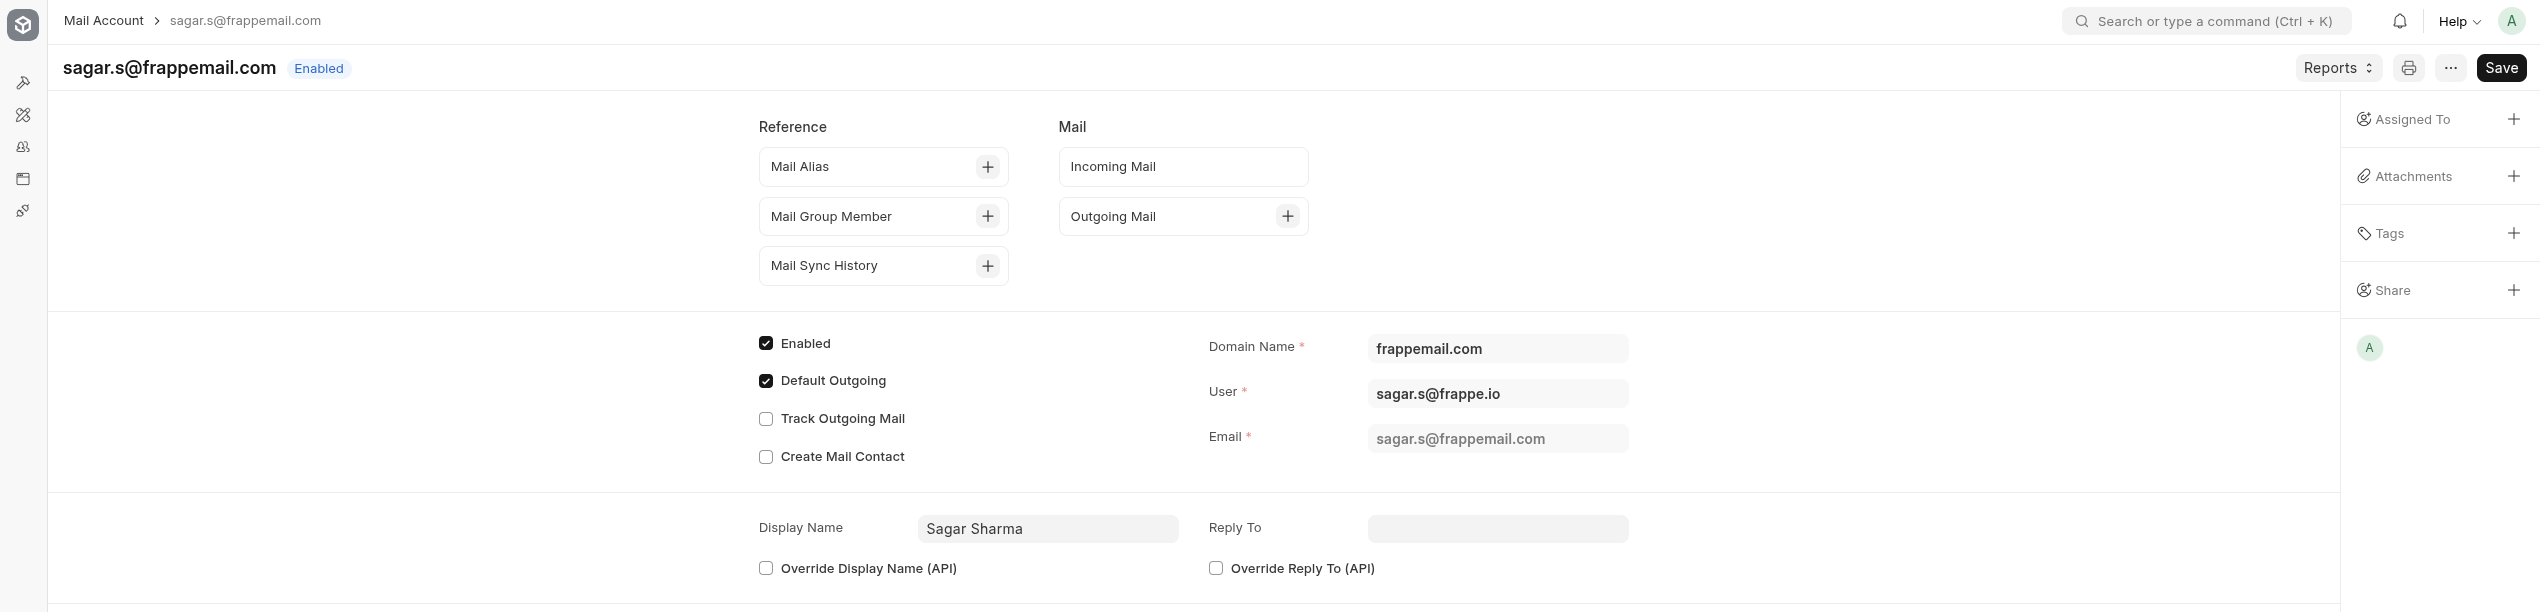 Mail Account > sagar.s@frappemail.com
Search or type a command (Ctrl + K)
Help
A
sagar.s@frappemail.com Enabled
Reports
...
Save
Reference
Mail Alias
Mail Group Member
Mail Sync History
Mail
Incoming Mail
Outgoing Mail
Assigned To
Attachments
Tags
Share
A
Enabled
Default Outgoing
Track Outgoing Mail
Create Mail Contact
Domain Name * frappemail.com
User * sagar.s@frappe.io
Email * sagar.s@frappemail.com
Display Name Sagar Sharma
Override Display Name (API)
Reply To
Override Reply To (API)